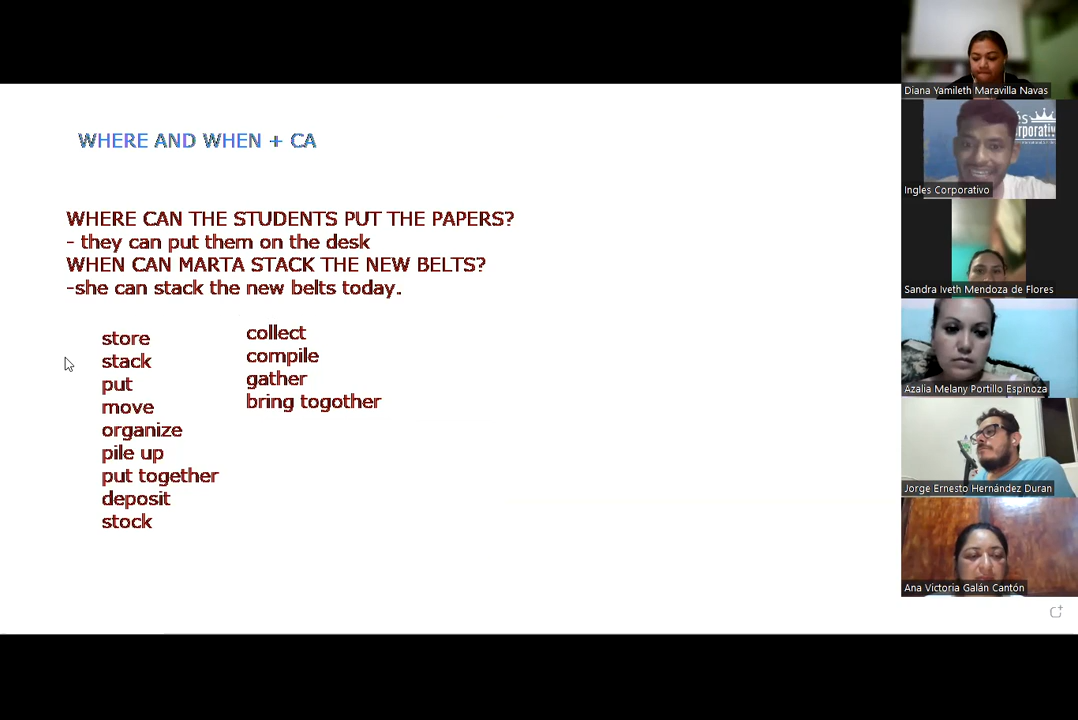 WHERE AND WHEN + CA
WHERE CAN THE STUDENTS PUT THE PAPERS?
- they can put them on the desk
WHEN CAN MARTA STACK THE NEW BELTS?
-she can stack the new belts today.
store
stack
put
move
organize
pile up
put together
deposit
stock
collect
compile
gather
bring togother
Diana Yamileth Maravilla Navas
Ingles Corporativo
Sandra Iveth Mendoza de Flores
Azalia Melany Portillo Espinoza
Jorge Ernesto Hernández Duran
Ana Victoria Galán Cantón